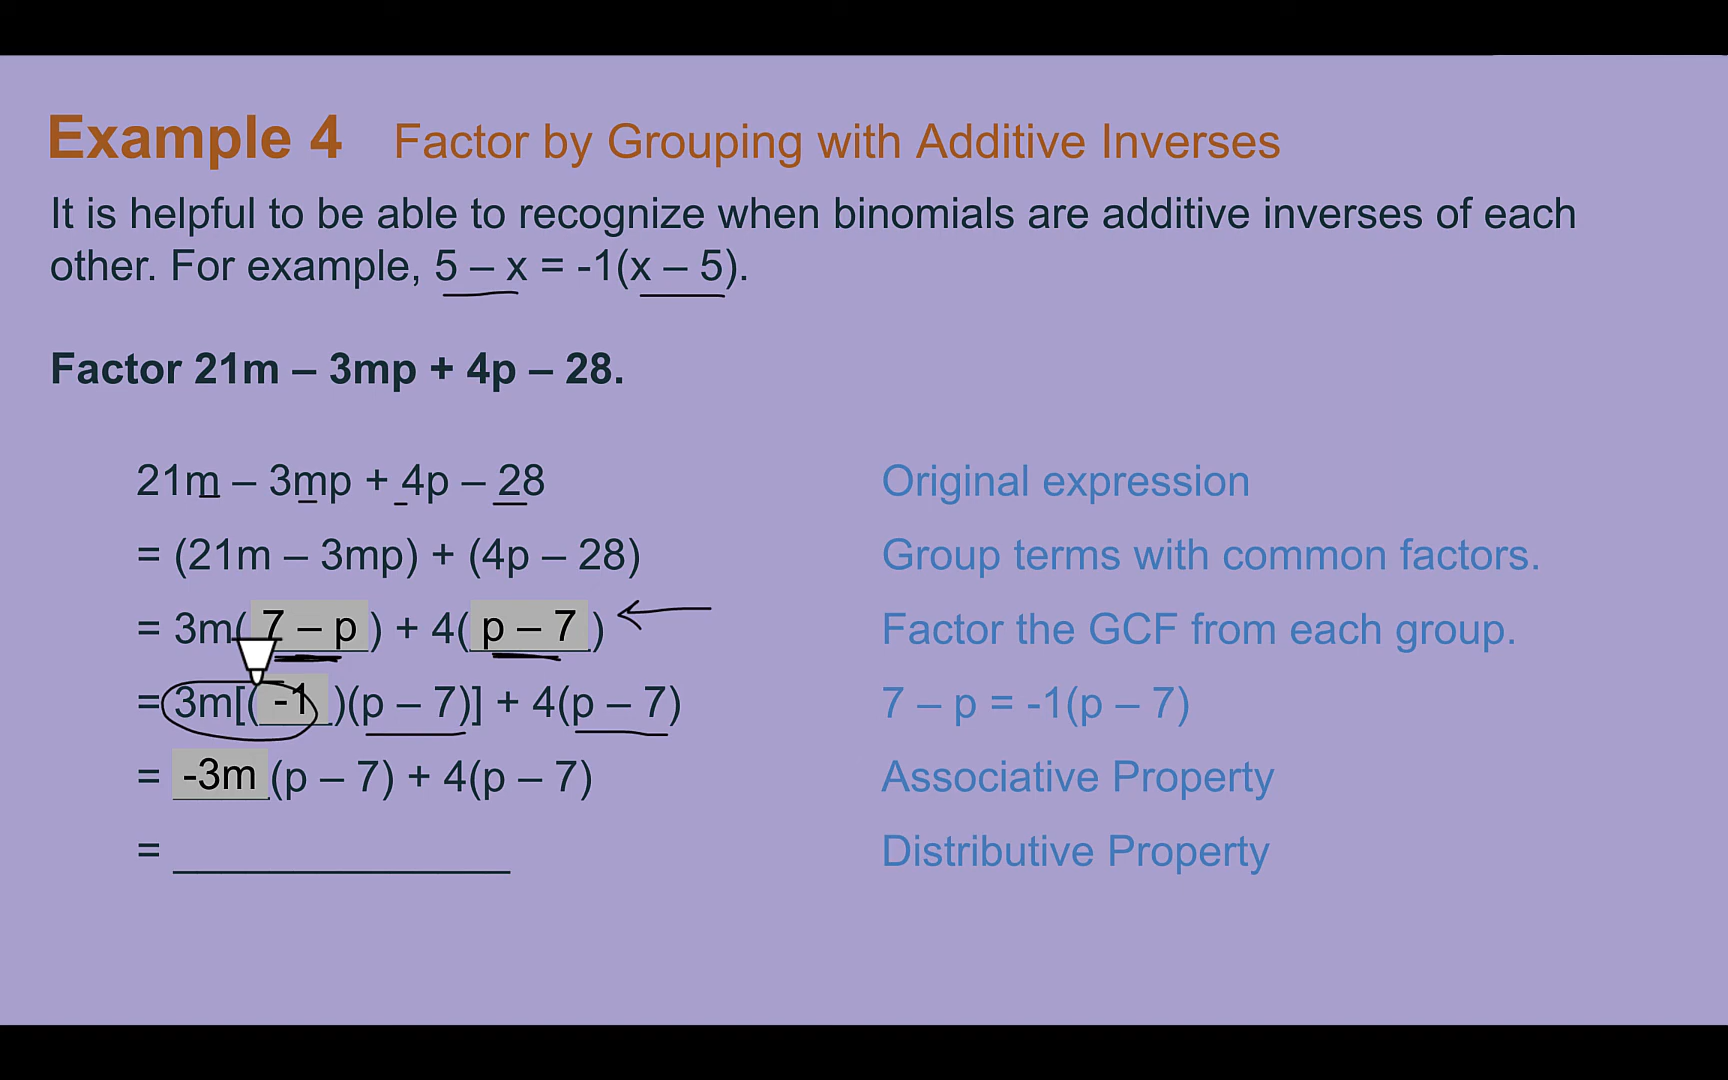 Example 4 Factor by Grouping with Additive Inverses
It is helpful to be able to recognize when binomials are additive inverses of each
other. For example, 5 – x = -1(x – 5).
Factor 21m – 3mp + 4p – 28.
21m – 3mp + 4p – 28 Original expression
= (21m – 3mp) + (4p – 28) Group terms with common factors.
= 3m( 7 – p ) + 4( p – 7 ) Factor the GCF from each group.
= 3m[( -1 )(p – 7)] + 4(p – 7) 7 – p = -1(p – 7)
= -3m (p – 7) + 4(p – 7) Associative Property
= ______________ Distributive Property